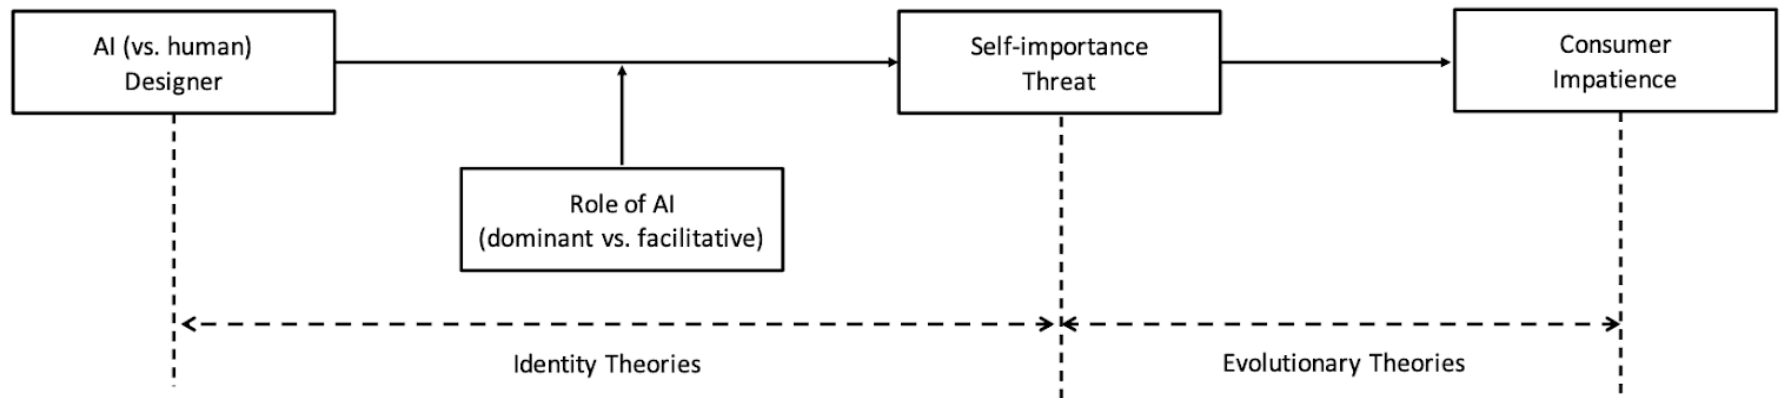 AI (vs. human)
Designer
Self-importance
Threat
Consumer
Impatience
Role of AI
(dominant vs. facilitative)
Identity Theories
Evolutionary Theories